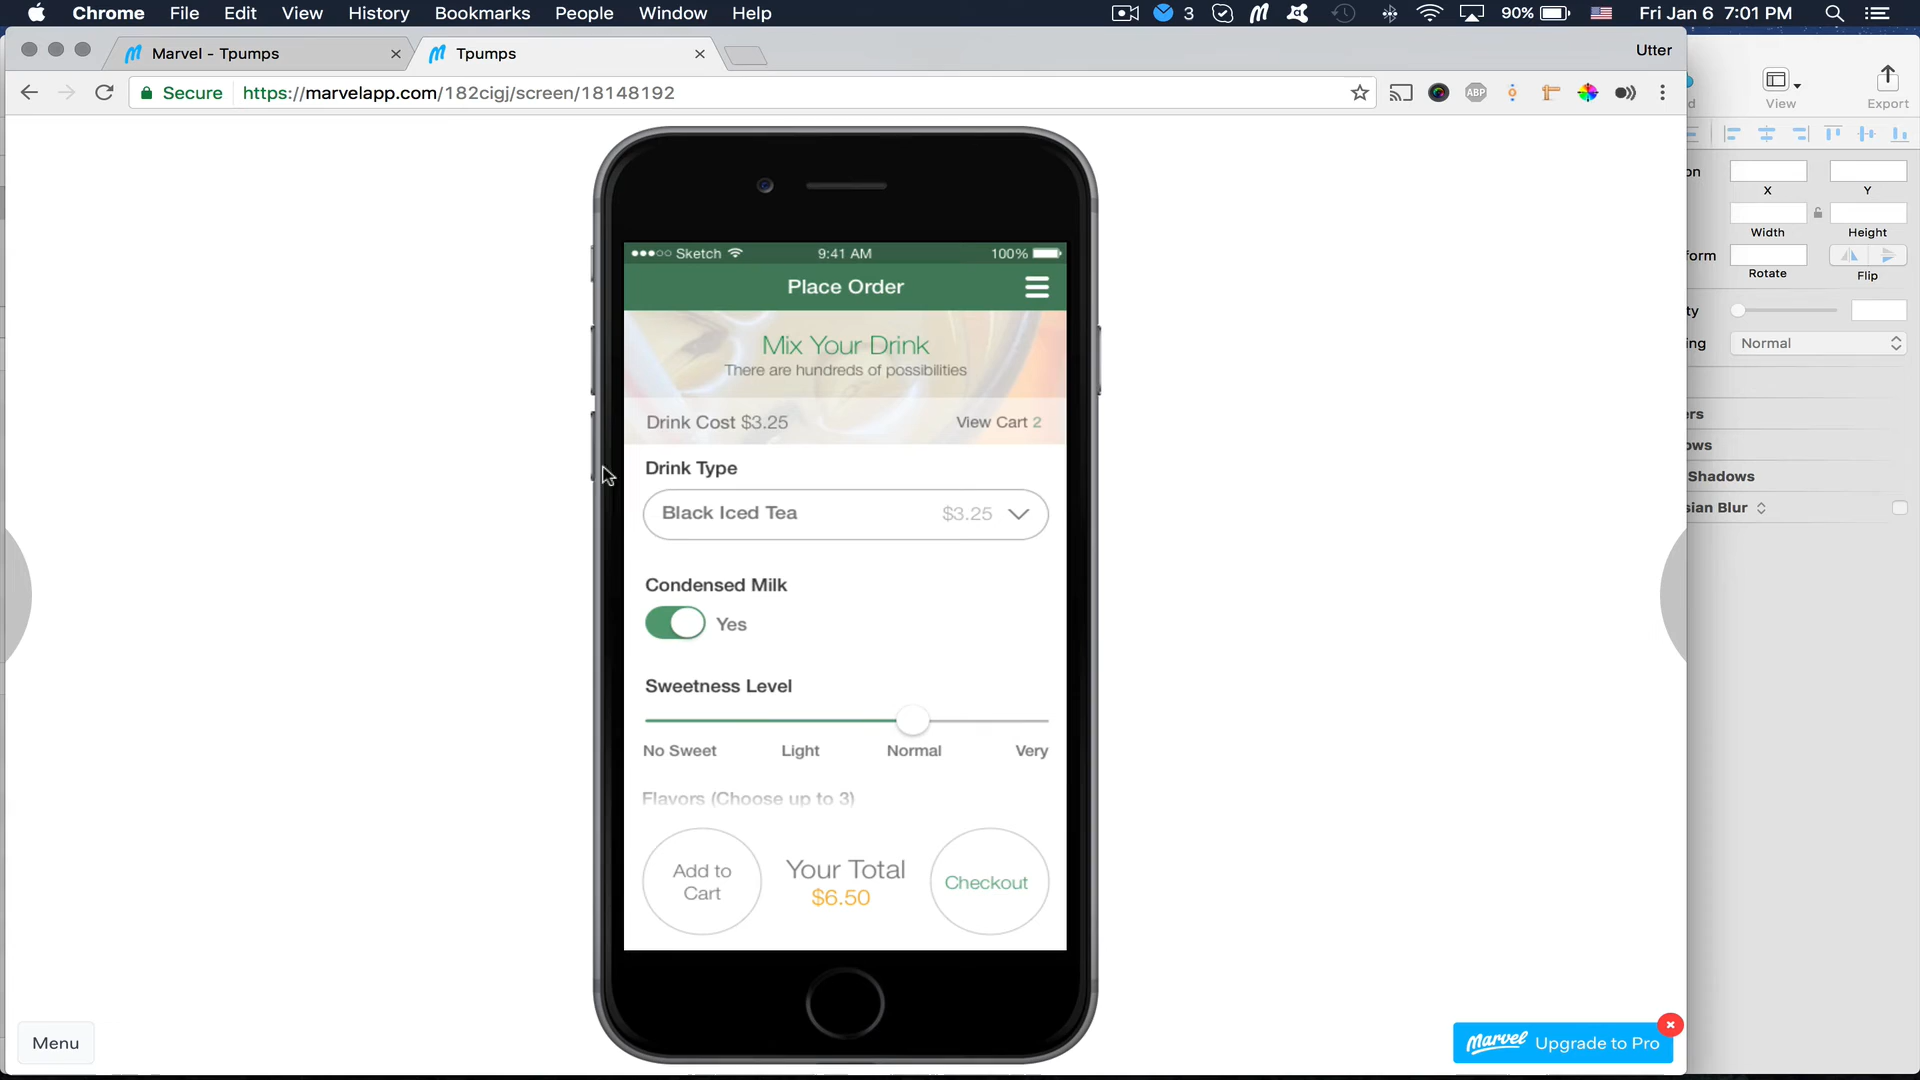 Chrome File Edit View History Bookmarks People Window Help 3 90% Fri Jan 6 7:01 PM
Marvel - Tpumps
Tpumps
Utter
Secure https://marvelapp.com/182cigj/screen/18148192
ABP
View
Export
X Y
Width Height
Rotate Flip
Normal
Shadows
Sketch 9:41 AM 100%
Place Order
Mix Your Drink
There are hundreds of possibilities
Drink Cost $3.25 View Cart 2
Drink Type
Black Iced Tea $3.25
Condensed Milk
Yes
Sweetness Level
No Sweet Light Normal Very
Flavors (Choose up to 3)
Add to
Cart
Your Total
$6.50
Checkout
Menu
Marvel Upgrade to Pro